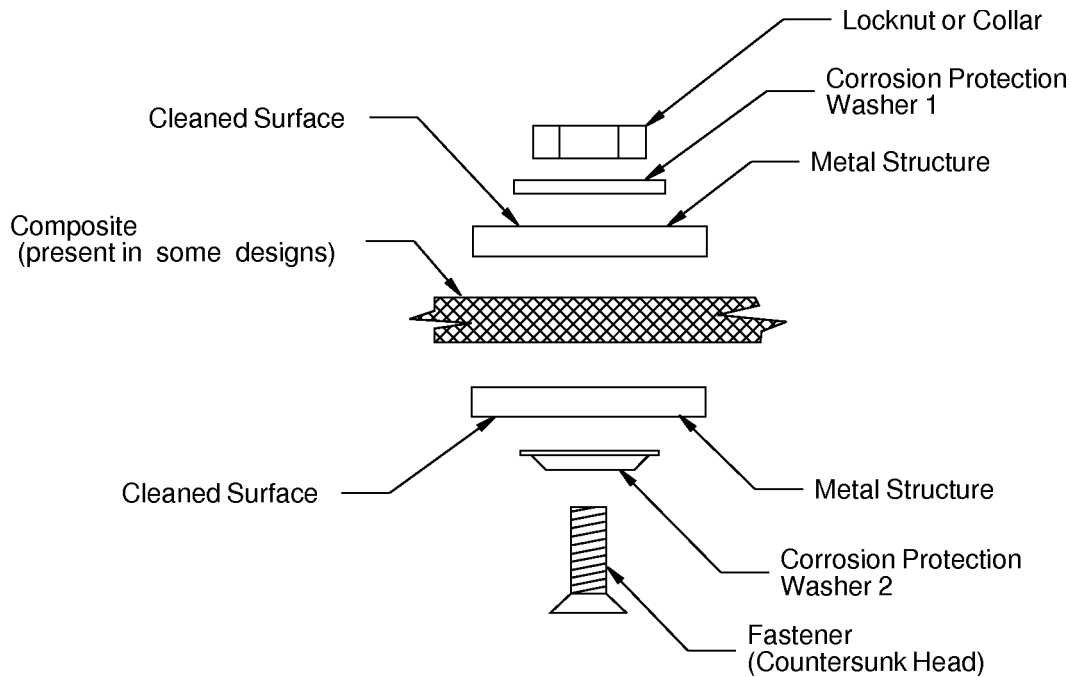 Locknut or Collar
Corrosion Protection
Washer 1
Cleaned Surface
Metal Structure
Composite
(present in some designs)
Cleaned Surface
Metal Structure
Corrosion Protection
Washer 2
Fastener
(Countersunk Head)